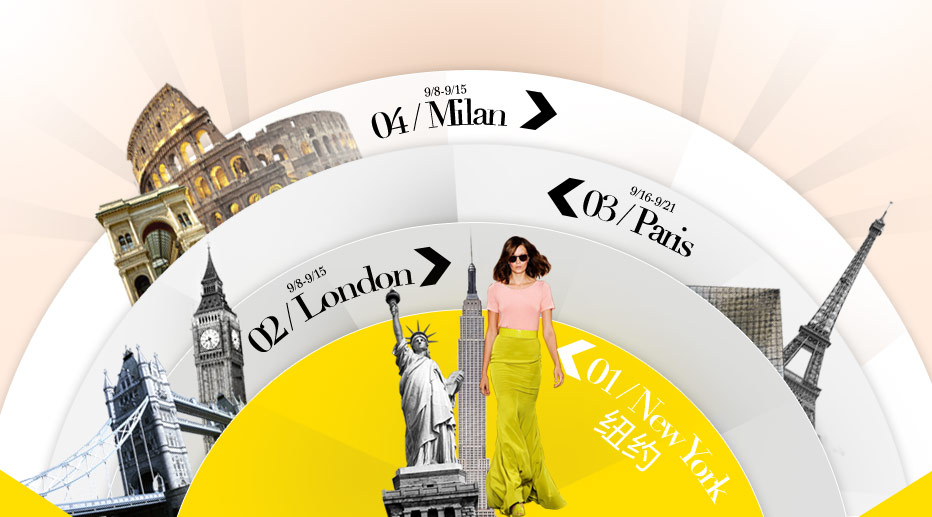 9/8-9/15
04 / Milan
9/16-9/21
03 / Paris
9/8-9/15
02 / London
01 / New York
纽约